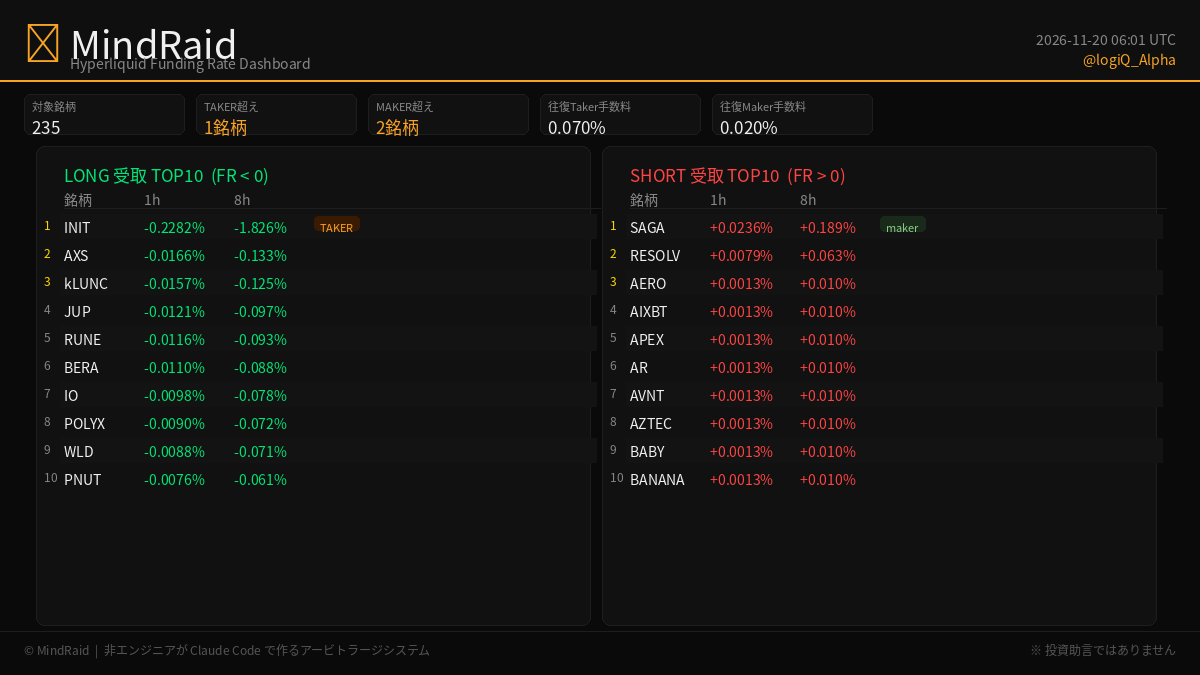 MindRaid
Hyperliquid Funding Rate Dashboard
2026-11-20 06:01 UTC
@logiQ_Alpha
対象銘柄
235
TAKER超え
1銘柄
MAKER超え
2銘柄
往復Taker手数料
0.070%
往復Maker手数料
0.020%
LONG 受取 TOP10 (FR < 0)
銘柄 1h 8h
1 INIT -0.2282% -1.826% TAKER
2 AXS -0.0166% -0.133%
3 kLUNC -0.0157% -0.125%
4 JUP -0.0121% -0.097%
5 RUNE -0.0116% -0.093%
6 BERA -0.0110% -0.088%
7 IO -0.0098% -0.078%
8 POLYX -0.0090% -0.072%
9 WLD -0.0088% -0.071%
10 PNUT -0.0076% -0.061%
SHORT 受取 TOP10 (FR > 0)
銘柄 1h 8h
1 SAGA +0.0236% +0.189% maker
2 RESOLV +0.0079% +0.063%
3 AERO +0.0013% +0.010%
4 AIXBT +0.0013% +0.010%
5 APEX +0.0013% +0.010%
6 AR +0.0013% +0.010%
7 AVNT +0.0013% +0.010%
8 AZTEC +0.0013% +0.010%
9 BABY +0.0013% +0.010%
10 BANANA +0.0013% +0.010%
© MindRaid | 非エンジニアが Claude Code で作るアービトラージシステム
※ 投資助言ではありません